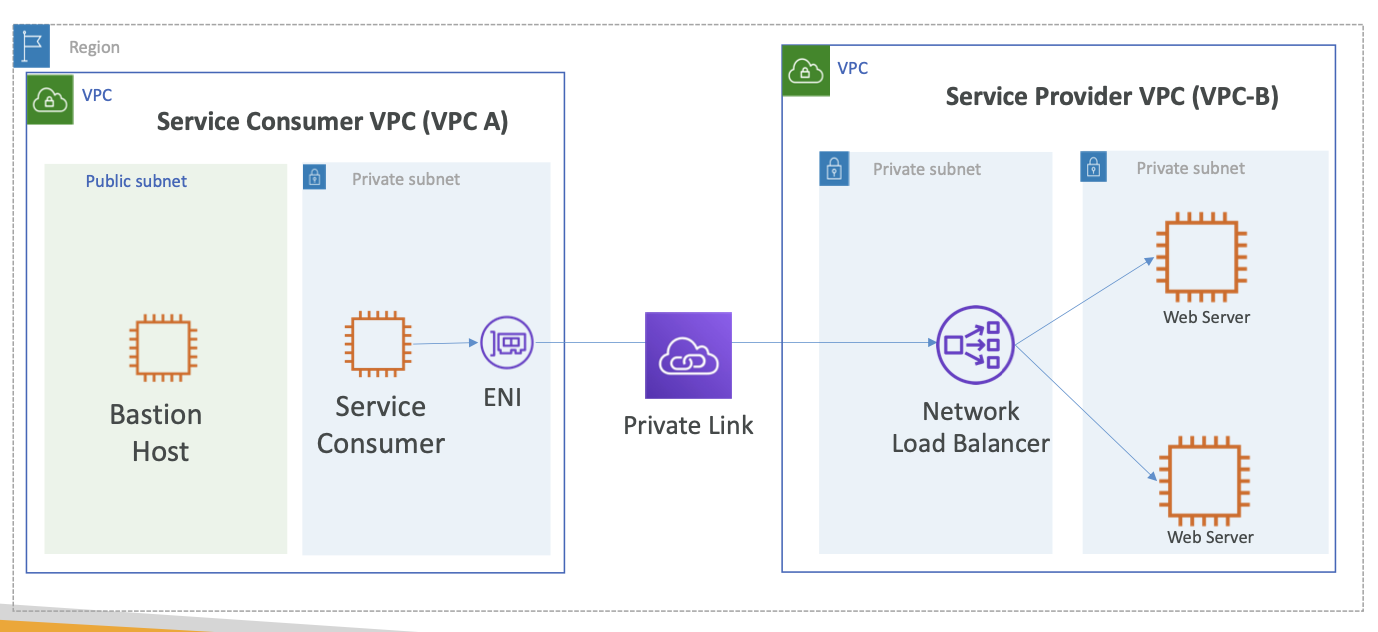 Region
VPC
Service Consumer VPC (VPC A)
Public subnet
Private subnet
Bastion
Host
Service
Consumer
ENI
Private Link
VPC
Service Provider VPC (VPC-B)
Private subnet
Private subnet
Network
Load Balancer
Web Server
Web Server